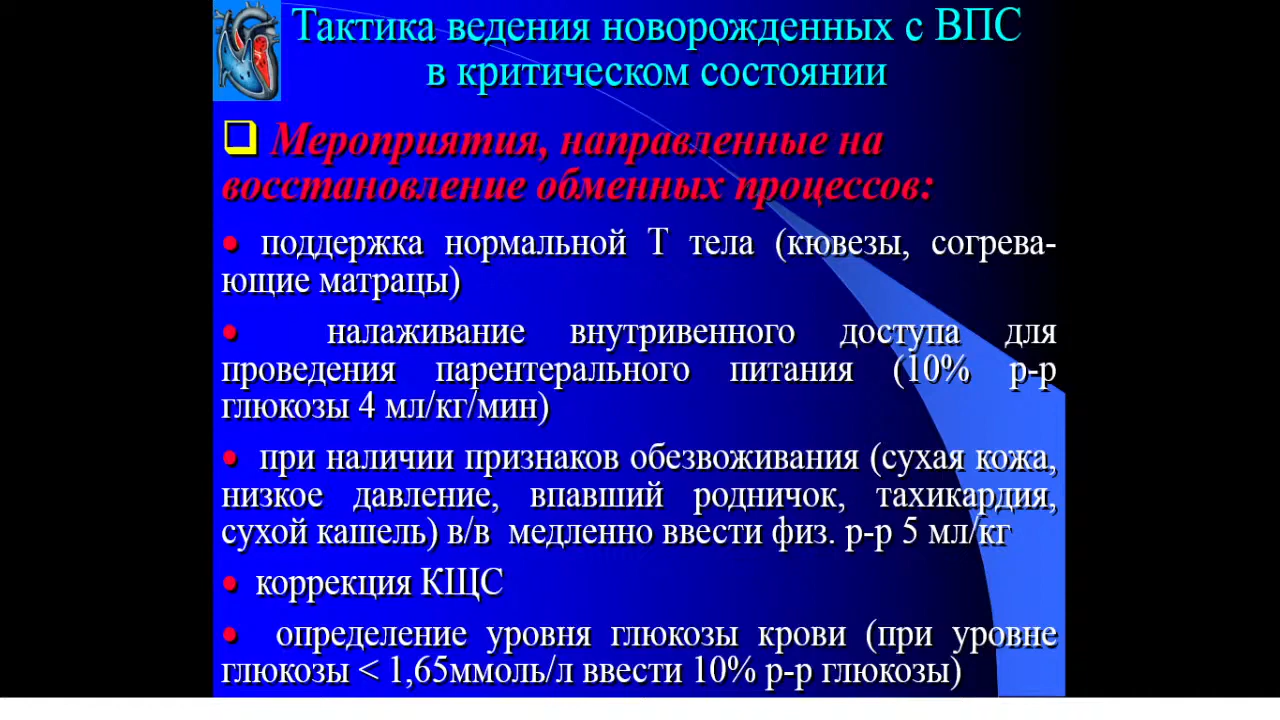 Тактика ведения новорожденных с ВПС
в критическом состоянии
Мероприятия, направленные на
восстановление обменных процессов:
• поддержка нормальной Т тела (кювезы, согрева-
ющие матрацы)
• налаживание внутривенного доступа для
проведения парентерального питания (10% р-р
глюкозы 4 мл/кг/мин)
• при наличии признаков обезвоживания (сухая кожа,
низкое давление, впавший родничок, тахикардия,
сухой кашель) в/в медленно ввести физ. р-р 5 мл/кг
• коррекция КЩС
• определение уровня глюкозы крови (при уровне
глюкозы < 1,65ммоль/л ввести 10% р-р глюкозы)